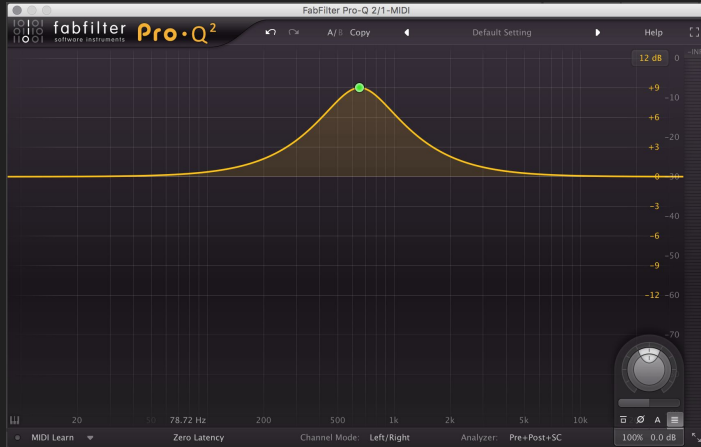 FabFilter Pro-Q 2/1-MIDI
fabfilter
software instruments
Pro·Q²
A/ Copy
Default Setting
Help
12 dB 0
+9
-10
+6
-20
+3
0 -30
-3
-40
-6
-50
-9
-12 -60
-70
20 50 78.72 Hz 200 500 1k 2k 5k 10k
A
MIDI Learn Zero Latency Channel Mode: Left/Right Analyzer: Pre+Post+SC 100% 0.0 dB